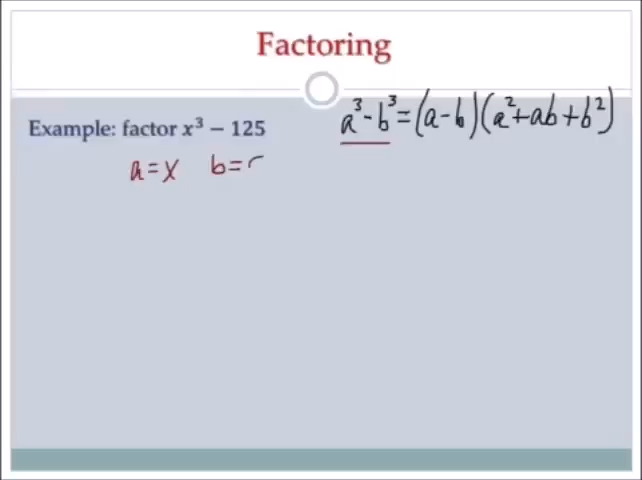 Factoring
Example: factor x³ − 125
a³-b³=(a-b)(a²+ab+b²)
a=x b=